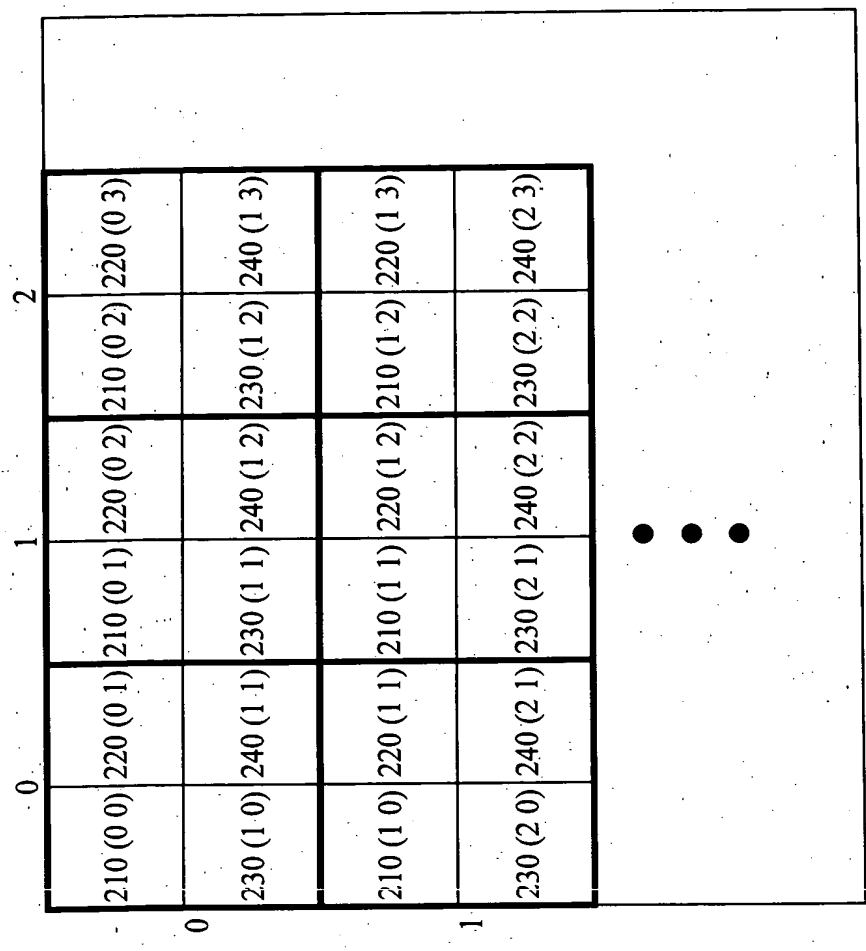 0 1 2
210 (0 0) 220 (0 1) 210 (0 1) 220 (0 2) 210 (0 2) 220 (0 3)
0
230 (1 0) 240 (1 1) 230 (1 1) 240 (1 2) 230 (1 2) 240 (1 3)
210 (1 0) 220 (1 1) 210 (1 1) 220 (1 2) 210 (1 2) 220 (1 3)
1
230 (2 0) 240 (2 1) 230 (2 1) 240 (2 2) 230 (2 2) 240 (2 3)